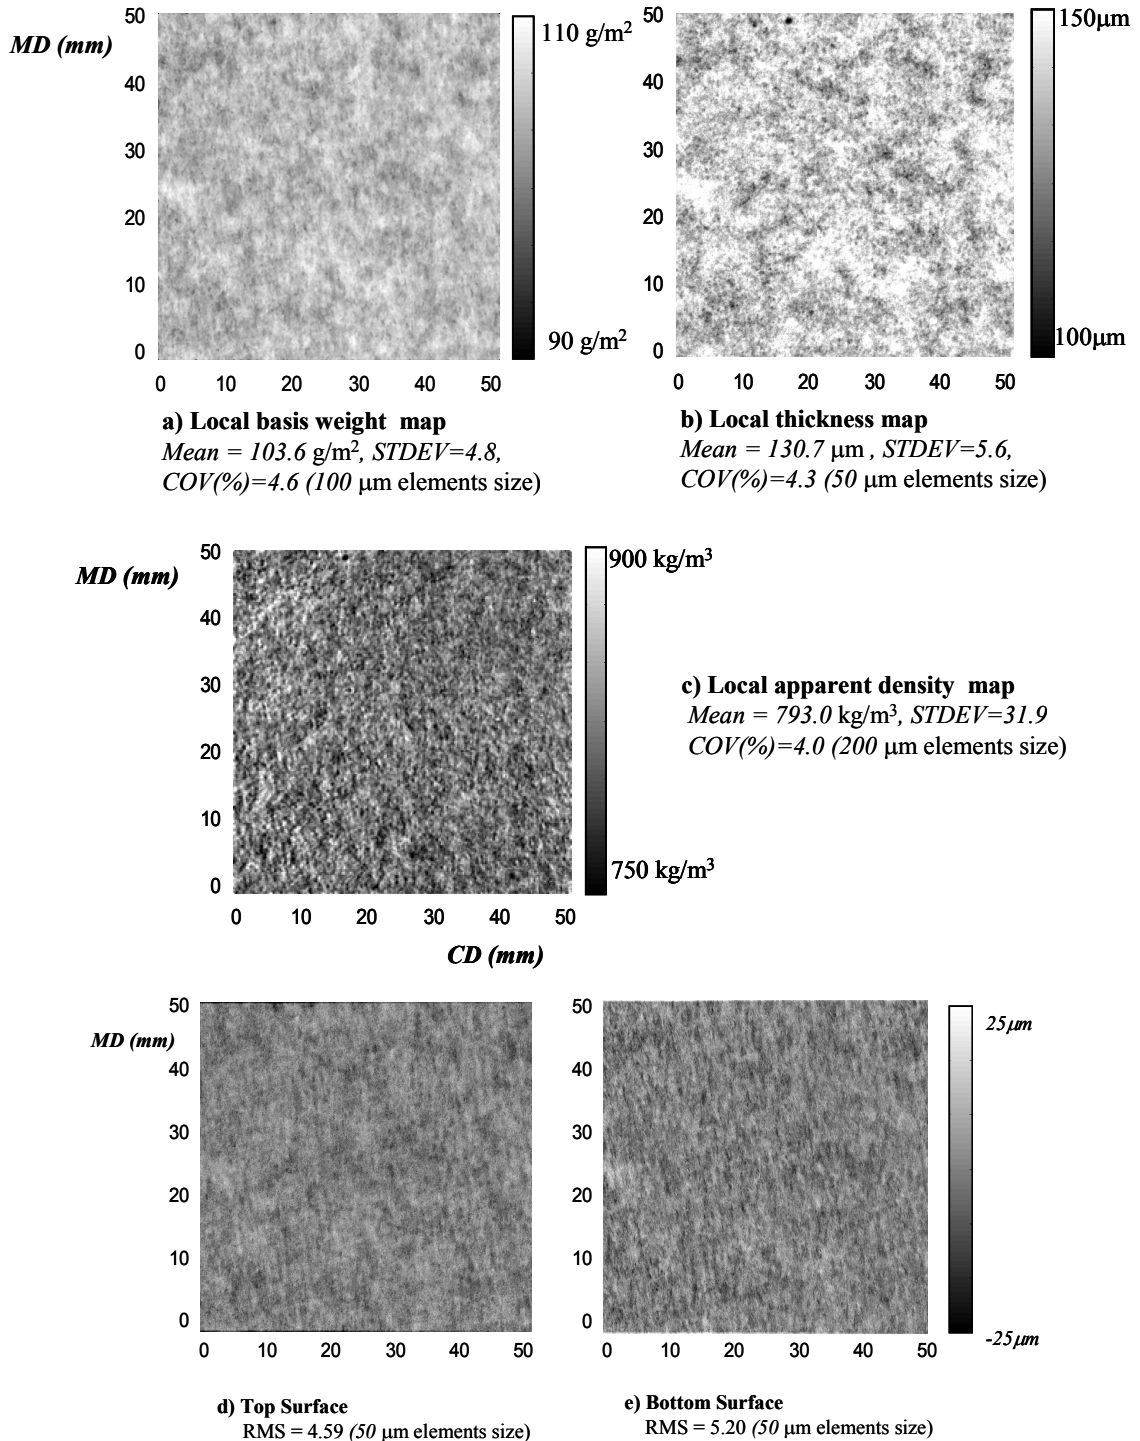 MD (mm)
50
40
30
20
10
0
0 10 20 30 40 50
110 g/m²
90 g/m²
a) Local basis weight map
Mean = 103.6 g/m², STDEV=4.8,
COV(%)=4.6 (100 µm elements size)
50
40
30
20
10
0
0 10 20 30 40 50
150µm
100µm
b) Local thickness map
Mean = 130.7 µm , STDEV=5.6,
COV(%)=4.3 (50 µm elements size)
MD (mm)
50
40
30
20
10
0
0 10 20 30 40 50
CD (mm)
900 kg/m³
750 kg/m³
c) Local apparent density map
Mean = 793.0 kg/m³, STDEV=31.9
COV(%)=4.0 (200 µm elements size)
MD (mm)
50
40
30
20
10
0
0 10 20 30 40 50
d) Top Surface
RMS = 4.59 (50 µm elements size)
50
40
30
20
10
0
0 10 20 30 40 50
25µm
-25µm
e) Bottom Surface
RMS = 5.20 (50 µm elements size)